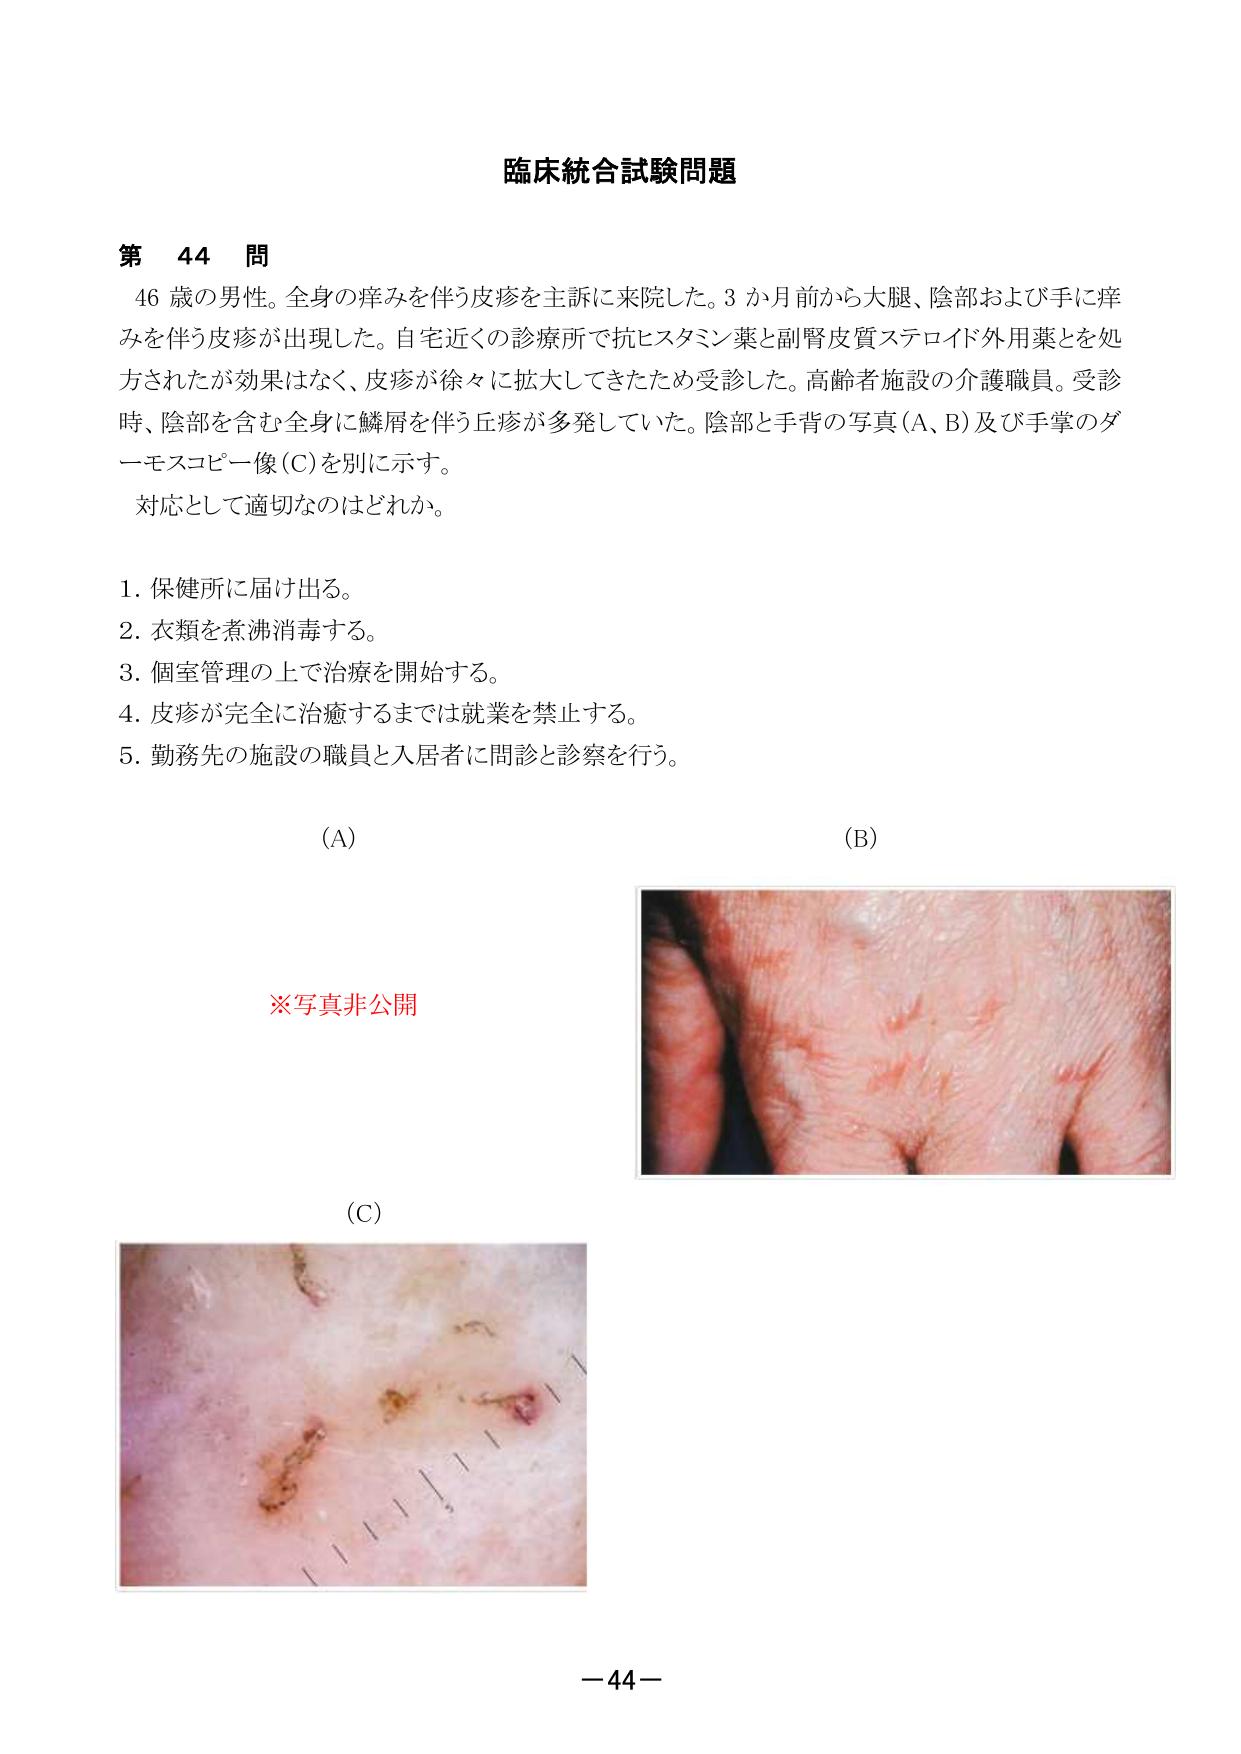 臨床統合試験問題
第　44　問
46 歳の男性。全身の痒みを伴う皮疹を主訴に来院した。3 か月前から大腿、陰部および手に痒
みを伴う皮疹が出現した。自宅近くの診療所で抗ヒスタミン薬と副腎皮質ステロイド外用薬とを処
方されたが効果はなく、皮疹が徐々に拡大してきたため受診した。高齢者施設の介護職員。受診
時、陰部を含む全身に鱗屑を伴う丘疹が多発していた。陰部と手背の写真(A、B)及び手掌のダ
ーモスコピー像(C)を別に示す。
対応として適切なのはどれか。
1. 保健所に届け出る。
2. 衣類を煮沸消毒する。
3. 個室管理の上で治療を開始する。
4. 皮疹が完全に治癒するまでは就業を禁止する。
5. 勤務先の施設の職員と入居者に問診と診察を行う。
(A)
(B)
※写真非公開
(C)
5
－44－